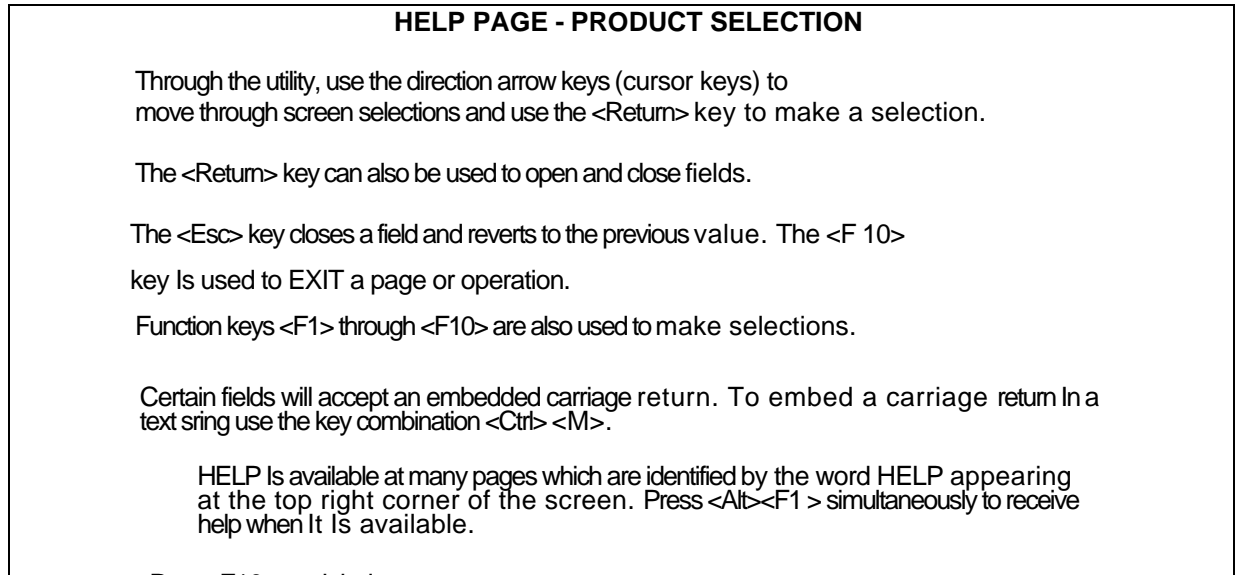 HELP PAGE - PRODUCT SELECTION
Through the utility, use the direction arrow keys (cursor keys) to
move through screen selections and use the <Return> key to make a selection.
The <Return> key can also be used to open and close fields.
The <Esc> key closes a field and reverts to the previous value. The <F 10>
key Is used to EXIT a page or operation.
Function keys <F1> through <F10> are also used to make selections.
Certain fields will accept an embedded carriage return. To embed a carriage return In a
text sring use the key combination <Ctrl> <M>.
HELP Is available at many pages which are identified by the word HELP appearing
at the top right corner of the screen. Press <Alt><F1 > simultaneously to receive
help when It Is available.